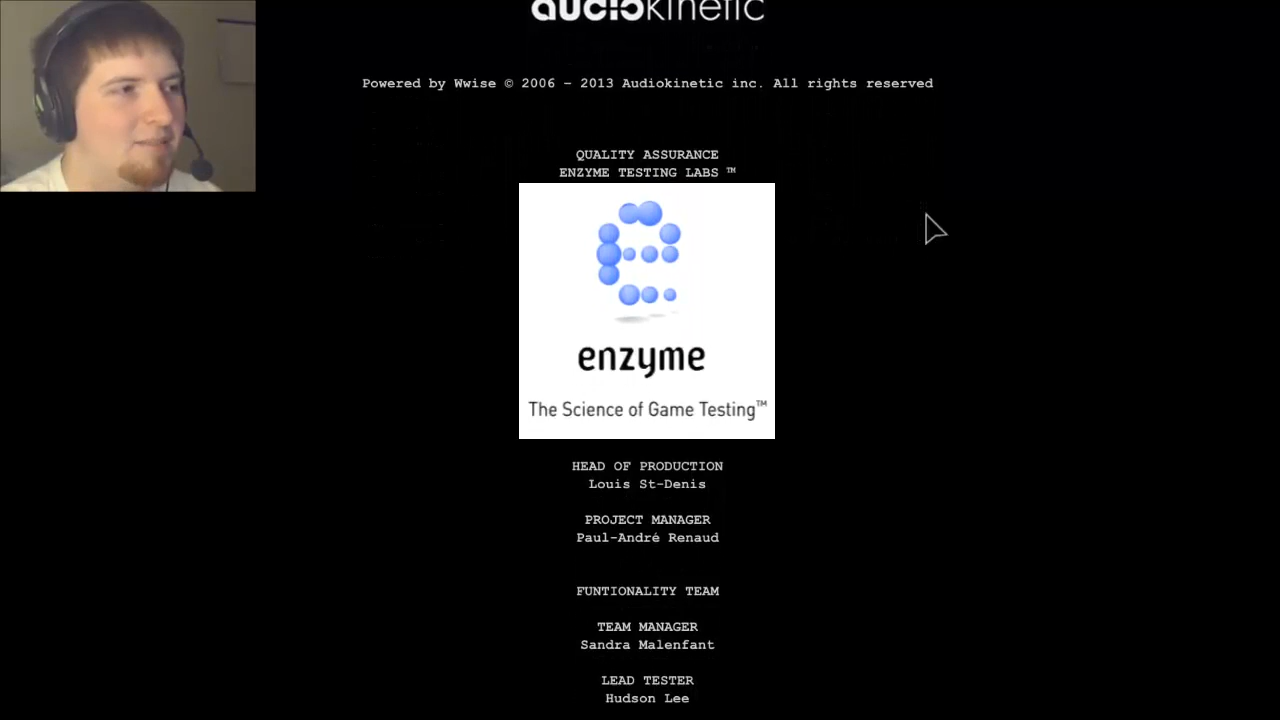 audiokinetic
Powered by Wwise © 2006 - 2013 Audiokinetic inc. All rights reserved
QUALITY ASSURANCE
ENZYME TESTING LABS ™
enzyme
The Science of Game Testing™
HEAD OF PRODUCTION
Louis St-Denis
PROJECT MANAGER
Paul-André Renaud
FUNTIONALITY TEAM
TEAM MANAGER
Sandra Malenfant
LEAD TESTER
Hudson Lee